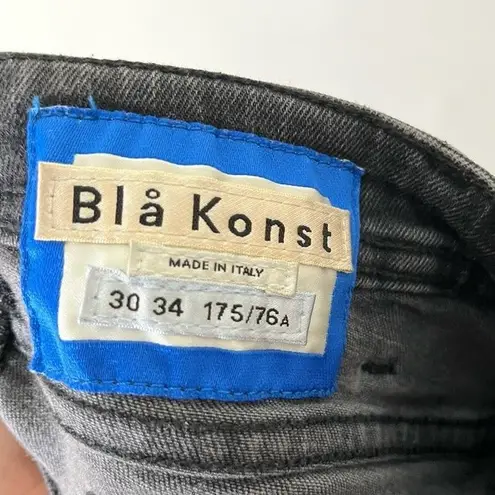 Blå Konst
MADE IN ITALY
30 34 175/76A